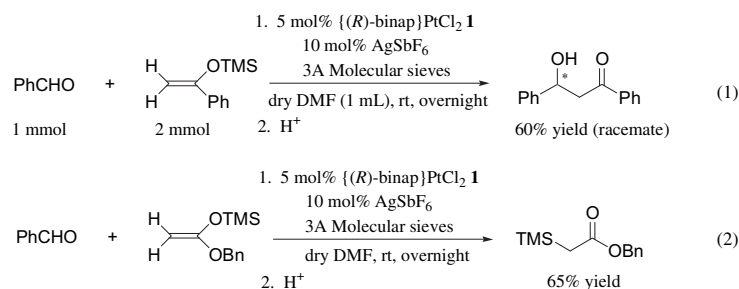 1. 5 mol% {(R)-binap}PtCl₂ 1
10 mol% AgSbF₆
3A Molecular sieves
PhCHO + H H OTMS Ph
dry DMF (1 mL), rt, overnight
1 mmol 2 mmol 2. H⁺
OH O
Ph * Ph (1)
60% yield (racemate)
1. 5 mol% {(R)-binap}PtCl₂ 1
10 mol% AgSbF₆
3A Molecular sieves
PhCHO + H H OTMS OBn
dry DMF, rt, overnight
2. H⁺
O
TMS OBn (2)
65% yield